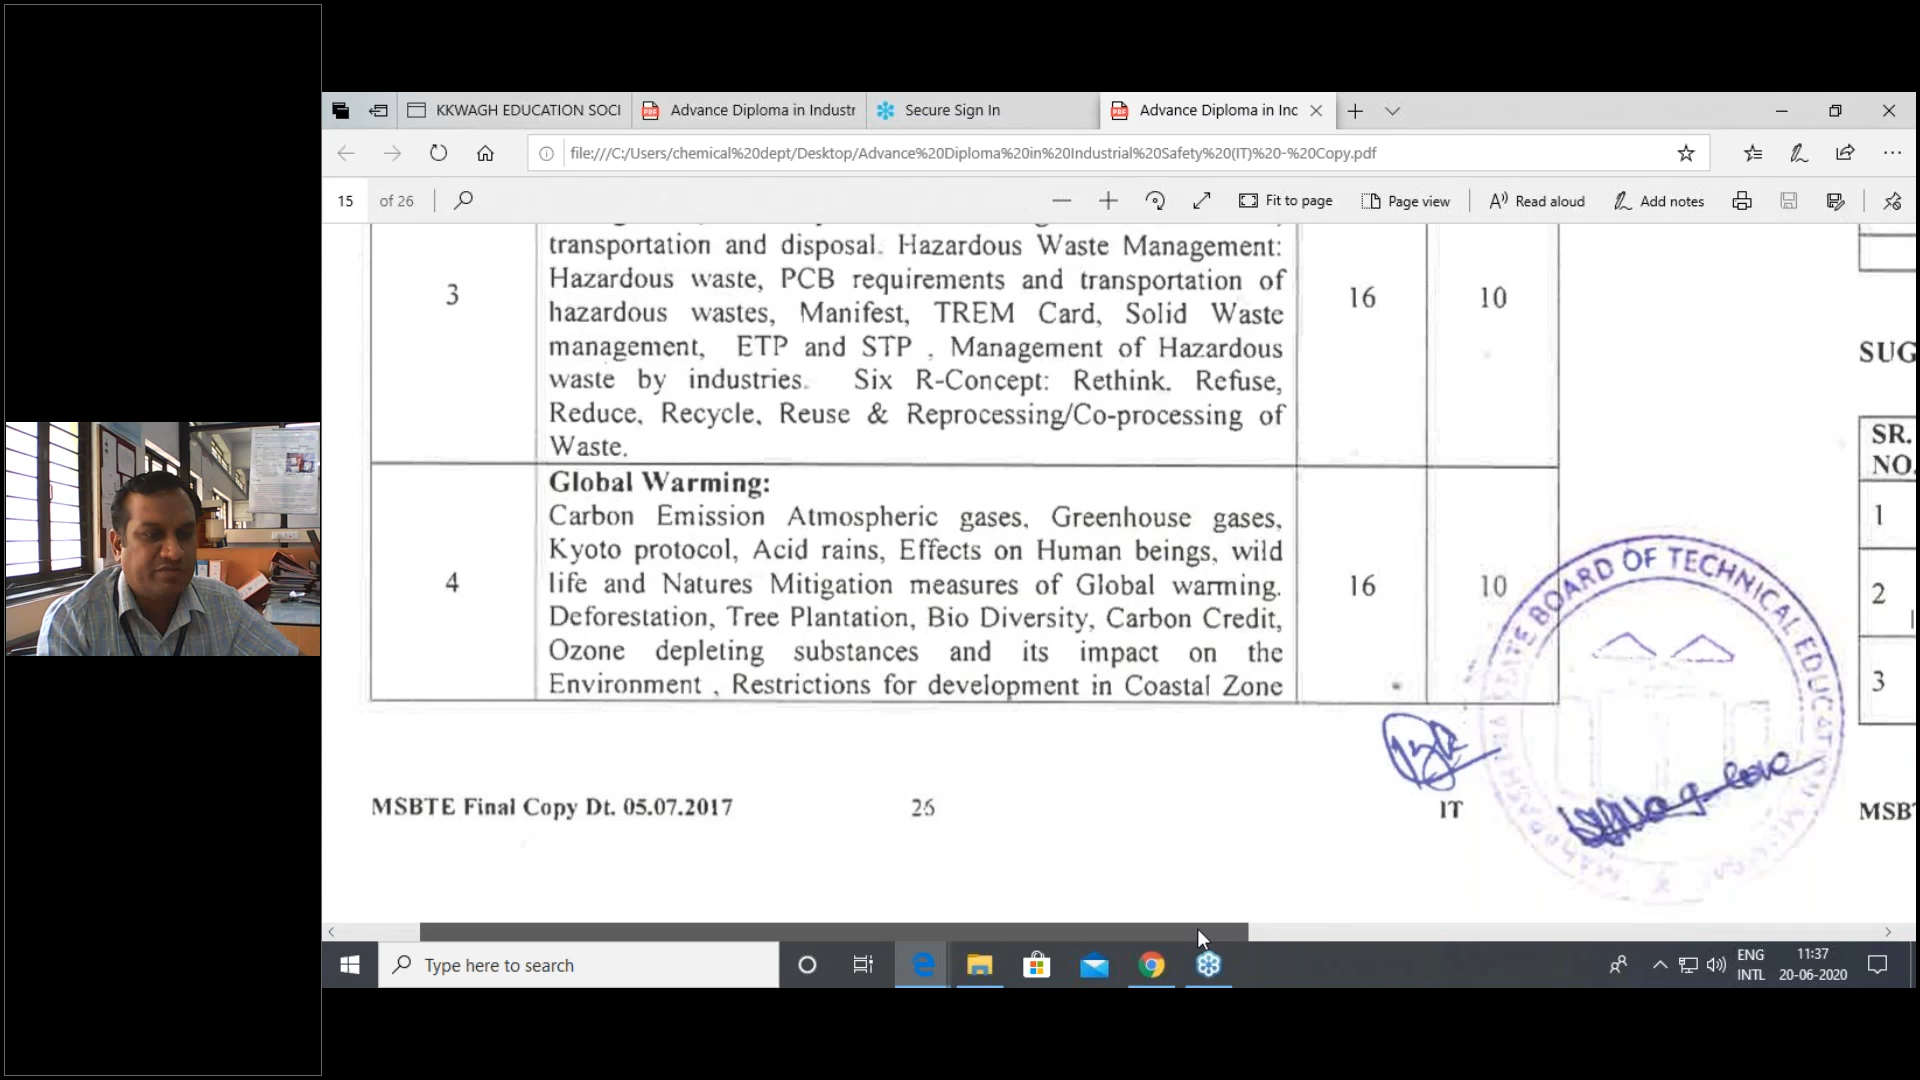 KKWAGH EDUCATION SOCI
Advance Diploma in Industr
Secure Sign In
Advance Diploma in Inc
file:///C:/Users/chemical%20dept/Desktop/Advance%20Diploma%20in%20Industrial%20Safety%20(IT)%20-%20Copy.pdf
15 of 26
Fit to page
Page view
Read aloud
Add notes
transportation and disposal. Hazardous Waste Management:
3 Hazardous waste, PCB requirements and transportation of 16 10
hazardous wastes, Manifest, TREM Card, Solid Waste
management, ETP and STP , Management of Hazardous
waste by industries. Six R-Concept: Rethink. Refuse,
Reduce, Recycle, Reuse & Reprocessing/Co-processing of
Waste.
Global Warming:
Carbon Emission Atmospheric gases, Greenhouse gases,
Kyoto protocol, Acid rains, Effects on Human beings, wild
4 life and Natures Mitigation measures of Global warming. 16 10
Deforestation, Tree Plantation, Bio Diversity, Carbon Credit,
Ozone depleting substances and its impact on the
Environment , Restrictions for development in Coastal Zone
MSBTE Final Copy Dt. 05.07.2017 26 IT
STATE BOARD OF TECHNICAL EDUCATION
SUG
SR.
NO.
1
2
3
MSB
Type here to search
ENG
INTL
11:37
20-06-2020